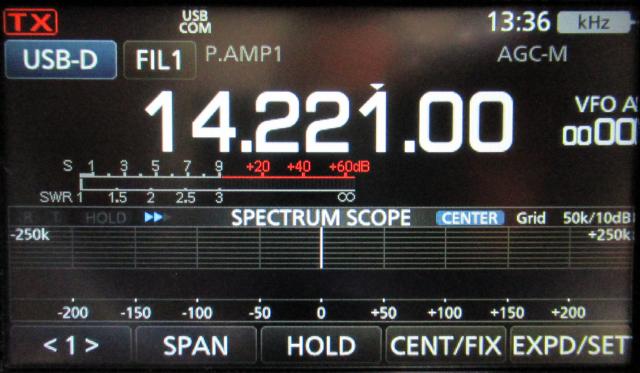 TX USB COM 13:36 kHz
USB-D FIL1 P.AMP1 AGC-M
14.221.00 VFO A
S 1 3 5 7 9 +20 +40 +60dB
SWR 1 1.5 2 2.5 3 ∞
HOLD SPECTRUM SCOPE CENTER Grid 50k/10dB
-250k +250k
-200 -150 -100 -50 0 +50 +100 +150 +200
<1> SPAN HOLD CENT/FIX EXPD/SET